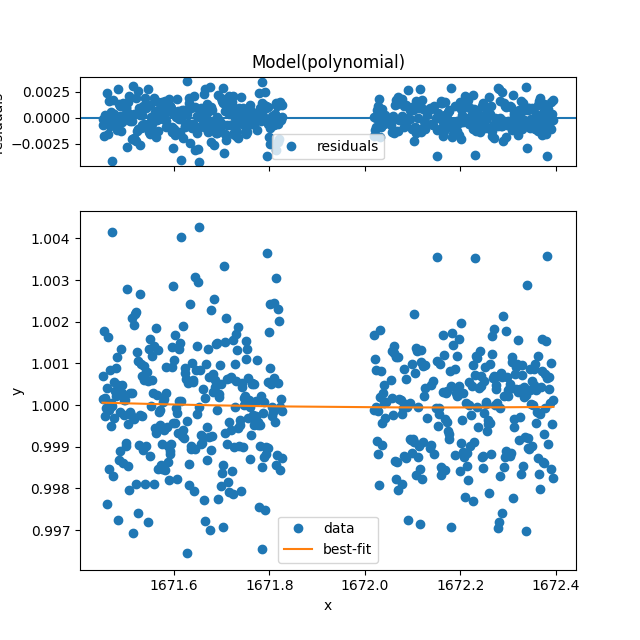 Model(polynomial)
0.0025
0.0000
−0.0025
residuals
residuals
1.004
1.003
1.002
1.001
1.000
0.999
0.998
0.997
y
data
best-fit
1671.6 1671.8 1672.0 1672.2 1672.4
x